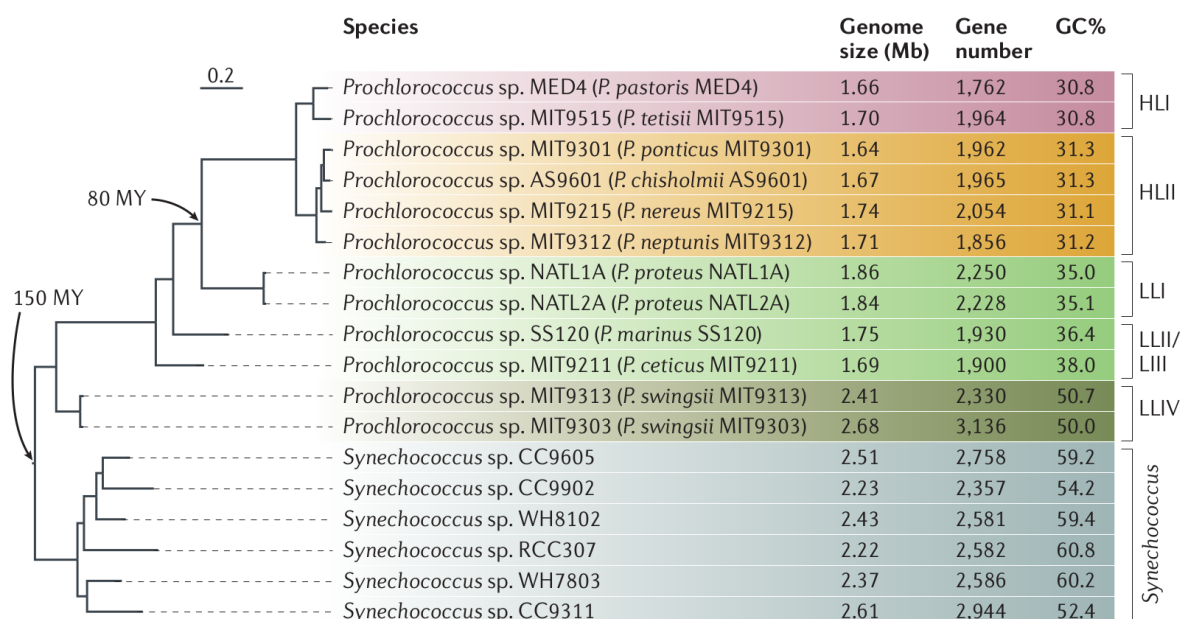 Species Genome size (Mb) Gene number GC%
0.2
Prochlorococcus sp. MED4 (P. pastoris MED4) 1.66 1,762 30.8
HLI
Prochlorococcus sp. MIT9515 (P. tetisii MIT9515) 1.70 1,964 30.8
Prochlorococcus sp. MIT9301 (P. ponticus MIT9301) 1.64 1,962 31.3
Prochlorococcus sp. AS9601 (P. chisholmii AS9601) 1.67 1,965 31.3
HLII
80 MY
Prochlorococcus sp. MIT9215 (P. nereus MIT9215) 1.74 2,054 31.1
Prochlorococcus sp. MIT9312 (P. neptunis MIT9312) 1.71 1,856 31.2
Prochlorococcus sp. NATL1A (P. proteus NATL1A) 1.86 2,250 35.0
LLI
150 MY
Prochlorococcus sp. NATL2A (P. proteus NATL2A) 1.84 2,228 35.1
Prochlorococcus sp. SS120 (P. marinus SS120) 1.75 1,930 36.4
LLII/
LIII
Prochlorococcus sp. MIT9211 (P. ceticus MIT9211) 1.69 1,900 38.0
Prochlorococcus sp. MIT9313 (P. swingsii MIT9313) 2.41 2,330 50.7
LLIV
Prochlorococcus sp. MIT9303 (P. swingsii MIT9303) 2.68 3,136 50.0
Synechococcus sp. CC9605 2.51 2,758 59.2
Synechococcus sp. CC9902 2.23 2,357 54.2
Synechococcus sp. WH8102 2.43 2,581 59.4
Synechococcus
Synechococcus sp. RCC307 2.22 2,582 60.8
Synechococcus sp. WH7803 2.37 2,586 60.2
Synechococcus sp. CC9311 2.61 2,944 52.4